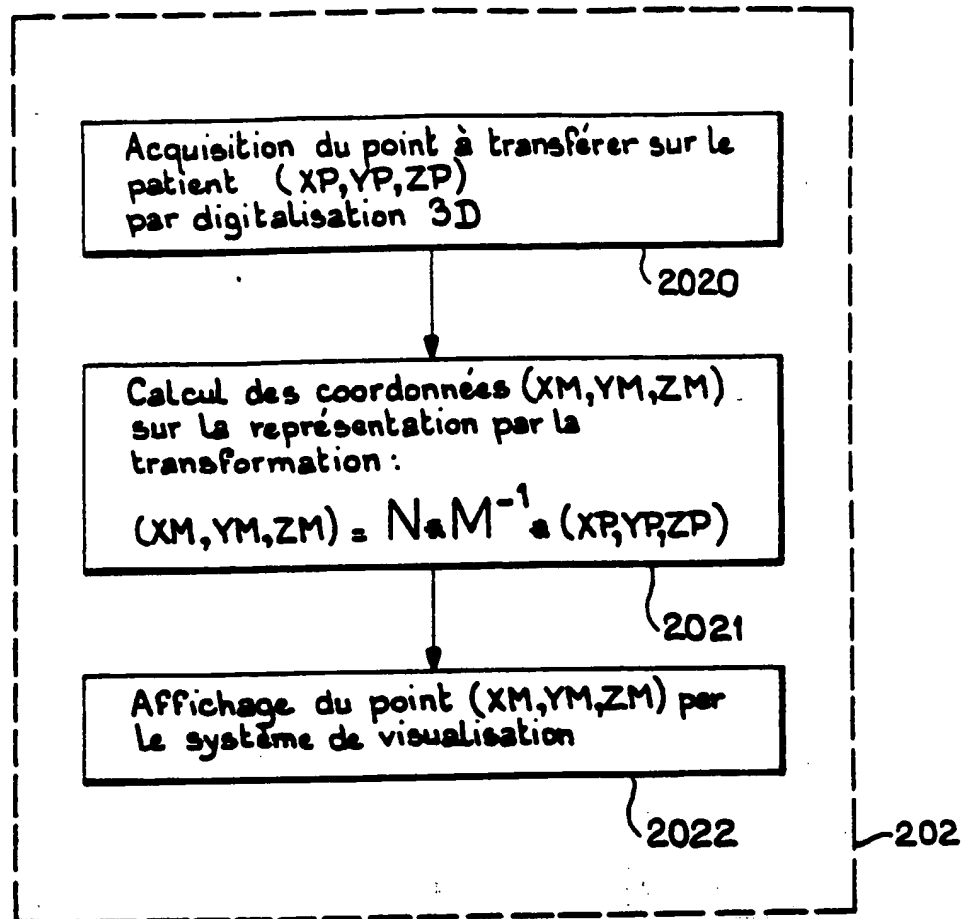 Acquisition du point à transférer sur le
patient (XP,YP,ZP)
par digitalisation 3D
2020
Calcul des coordonnées (XM,YM,ZM)
sur la représentation par la
transformation :
(XM,YM,ZM) = N * M⁻¹ * (XP,YP,ZP)
2021
Affichage du point (XM,YM,ZM) par
le système de visualisation
2022
202